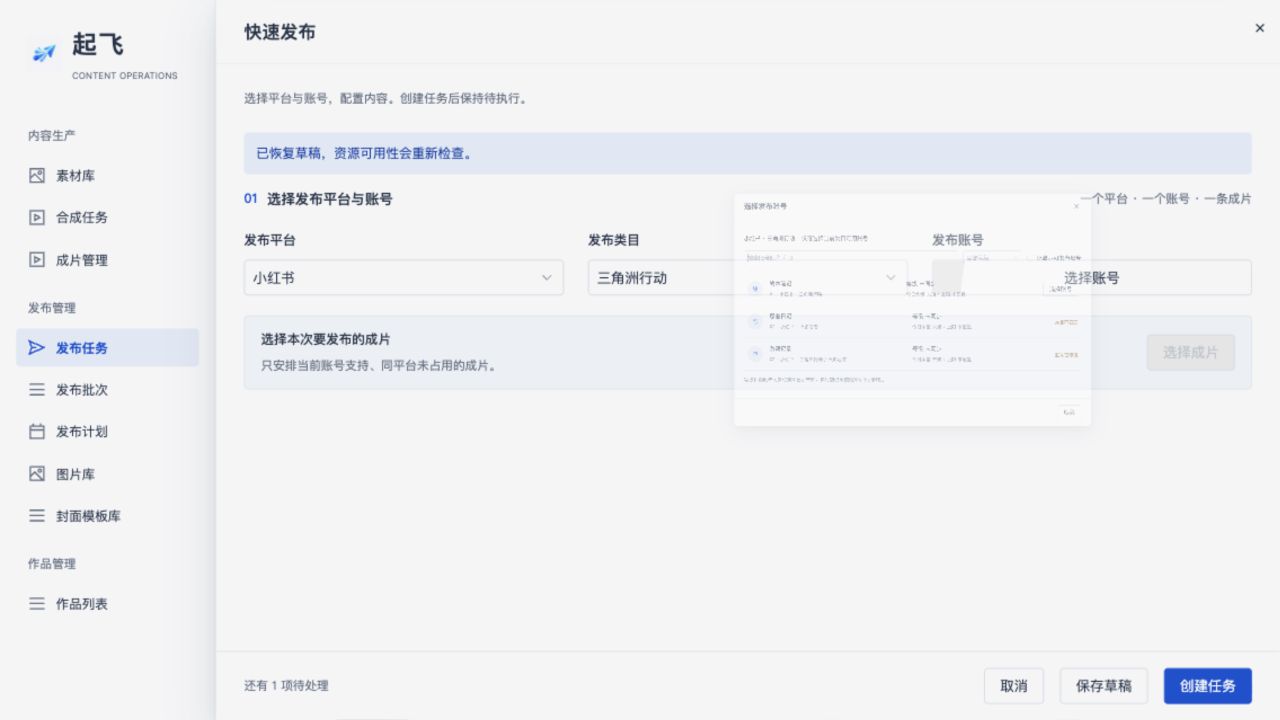 起飞
CONTENT OPERATIONS
内容生产
素材库
合成任务
成片管理
发布管理
发布任务
发布批次
发布计划
图片库
封面模板库
作品管理
作品列表
快速发布
×
选择平台与账号，配置内容。创建任务后保持待执行。
已恢复草稿，资源可用性会重新检查。
01 选择发布平台与账号
一个平台 · 一个账号 · 一条成片
发布平台
小红书
发布类目
三角洲行动
发布账号
选择账号
选择发布账号
×
选择本次要发布的成片
只安排当前账号支持、同平台未占用的成片。
选择成片
还有 1 项待处理
取消
保存草稿
创建任务